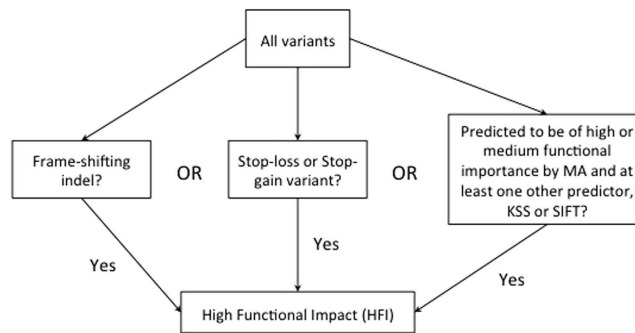 All variants
Frame-shifting
indel?
OR
Stop-loss or Stop-
gain variant?
OR
Predicted to be of high or
medium functional
importance by MA and at
least one other predictor,
KSS or SIFT?
Yes
Yes
Yes
High Functional Impact (HFI)